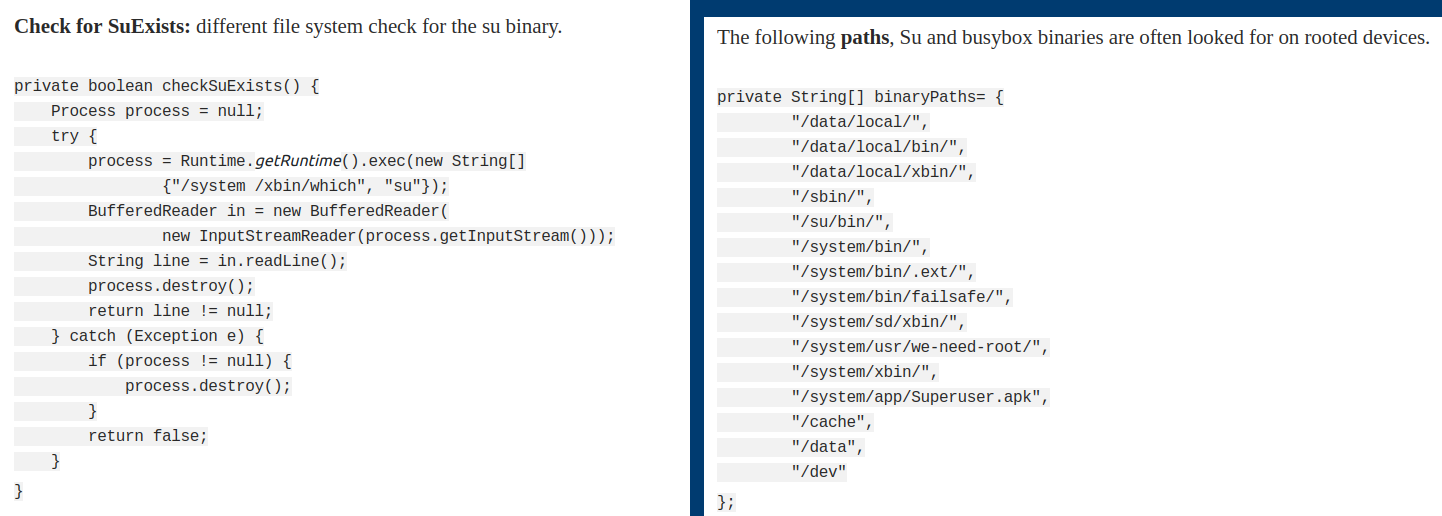 Check for SuExists: different file system check for the su binary.
private boolean checkSuExists() {
    Process process = null;
    try {
        process = Runtime.getRuntime().exec(new String[]
                {"/system /xbin/which", "su"});
        BufferedReader in = new BufferedReader(
                new InputStreamReader(process.getInputStream()));
        String line = in.readLine();
        process.destroy();
        return line != null;
    } catch (Exception e) {
        if (process != null) {
            process.destroy();
        }
        return false;
    }
}
The following paths, Su and busybox binaries are often looked for on rooted devices.
private String[] binaryPaths= {
        "/data/local/",
        "/data/local/bin/",
        "/data/local/xbin/",
        "/sbin/",
        "/su/bin/",
        "/system/bin/",
        "/system/bin/.ext/",
        "/system/bin/failsafe/",
        "/system/sd/xbin/",
        "/system/usr/we-need-root/",
        "/system/xbin/",
        "/system/app/Superuser.apk",
        "/cache",
        "/data",
        "/dev"
};